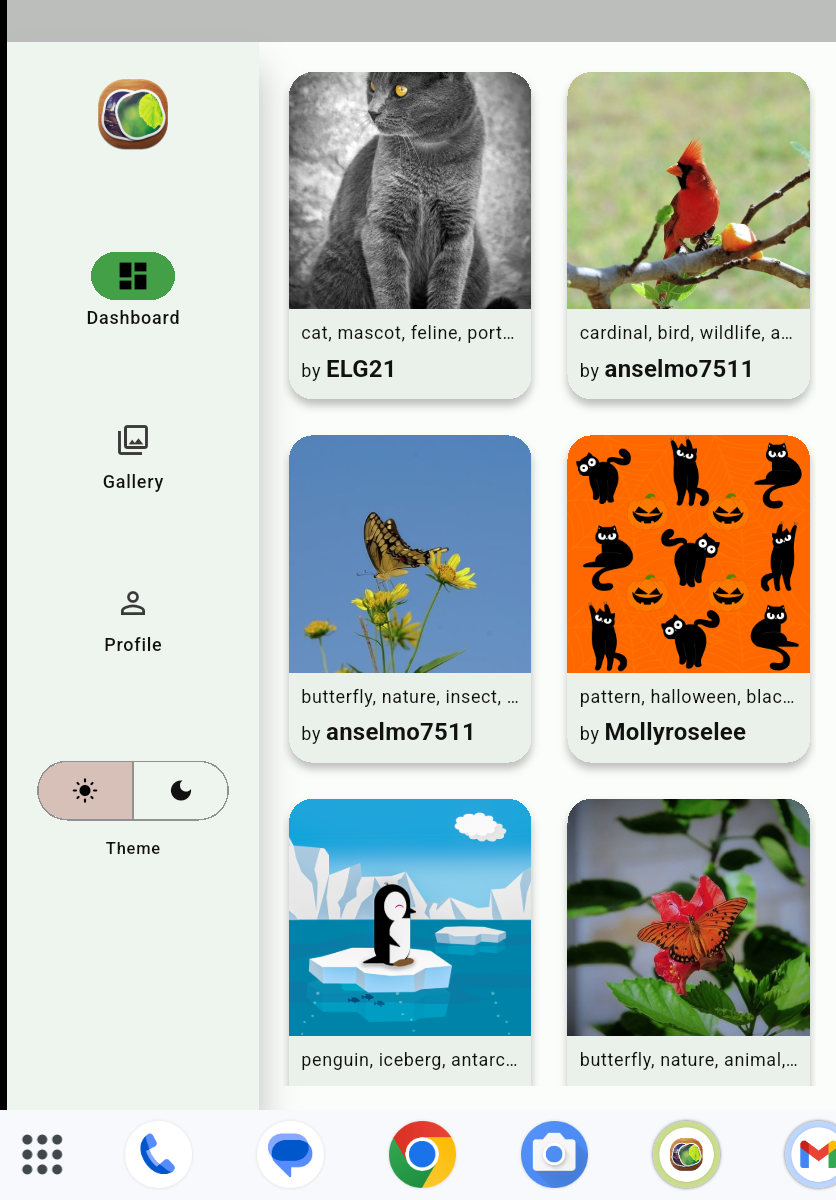 Dashboard
Gallery
Profile
Theme
cat, mascot, feline, port...
by ELG21
cardinal, bird, wildlife, a...
by anselmo7511
butterfly, nature, insect, ...
by anselmo7511
pattern, halloween, blac...
by Mollyroselee
penguin, iceberg, antarc...
butterfly, nature, animal,...